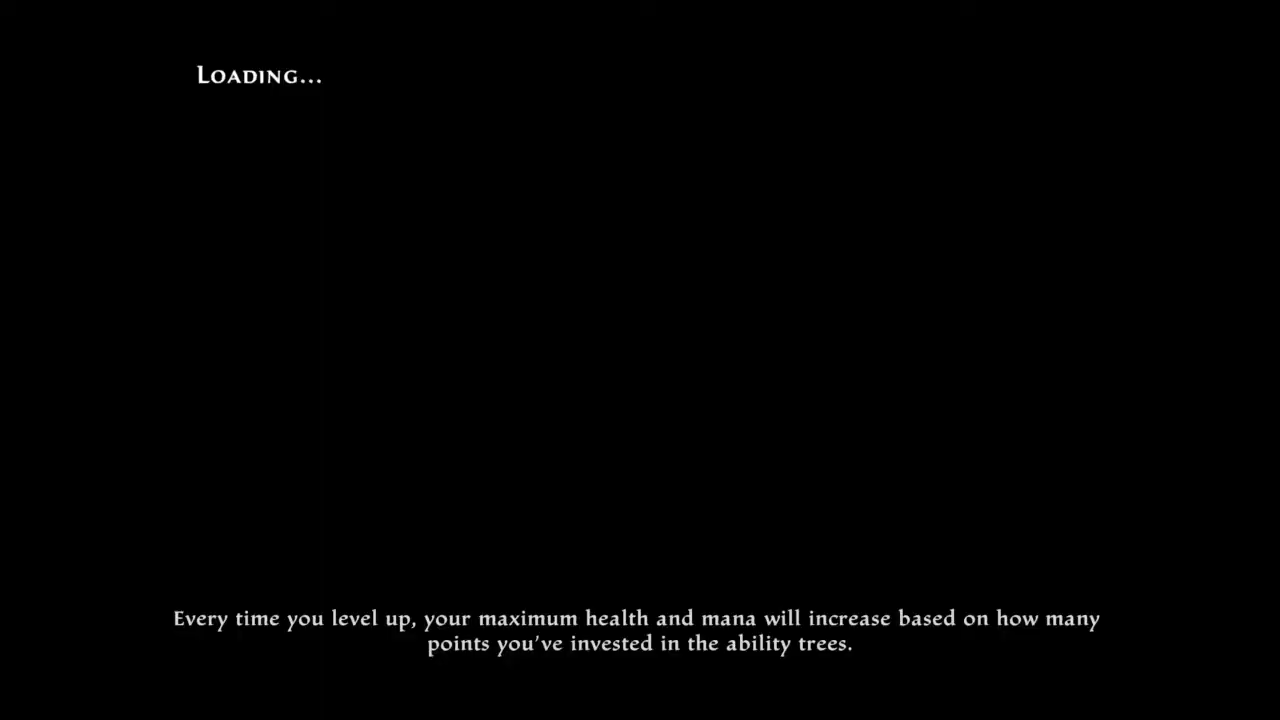 Loading...
Every time you level up, your maximum health and mana will increase based on how many
points you've invested in the ability trees.